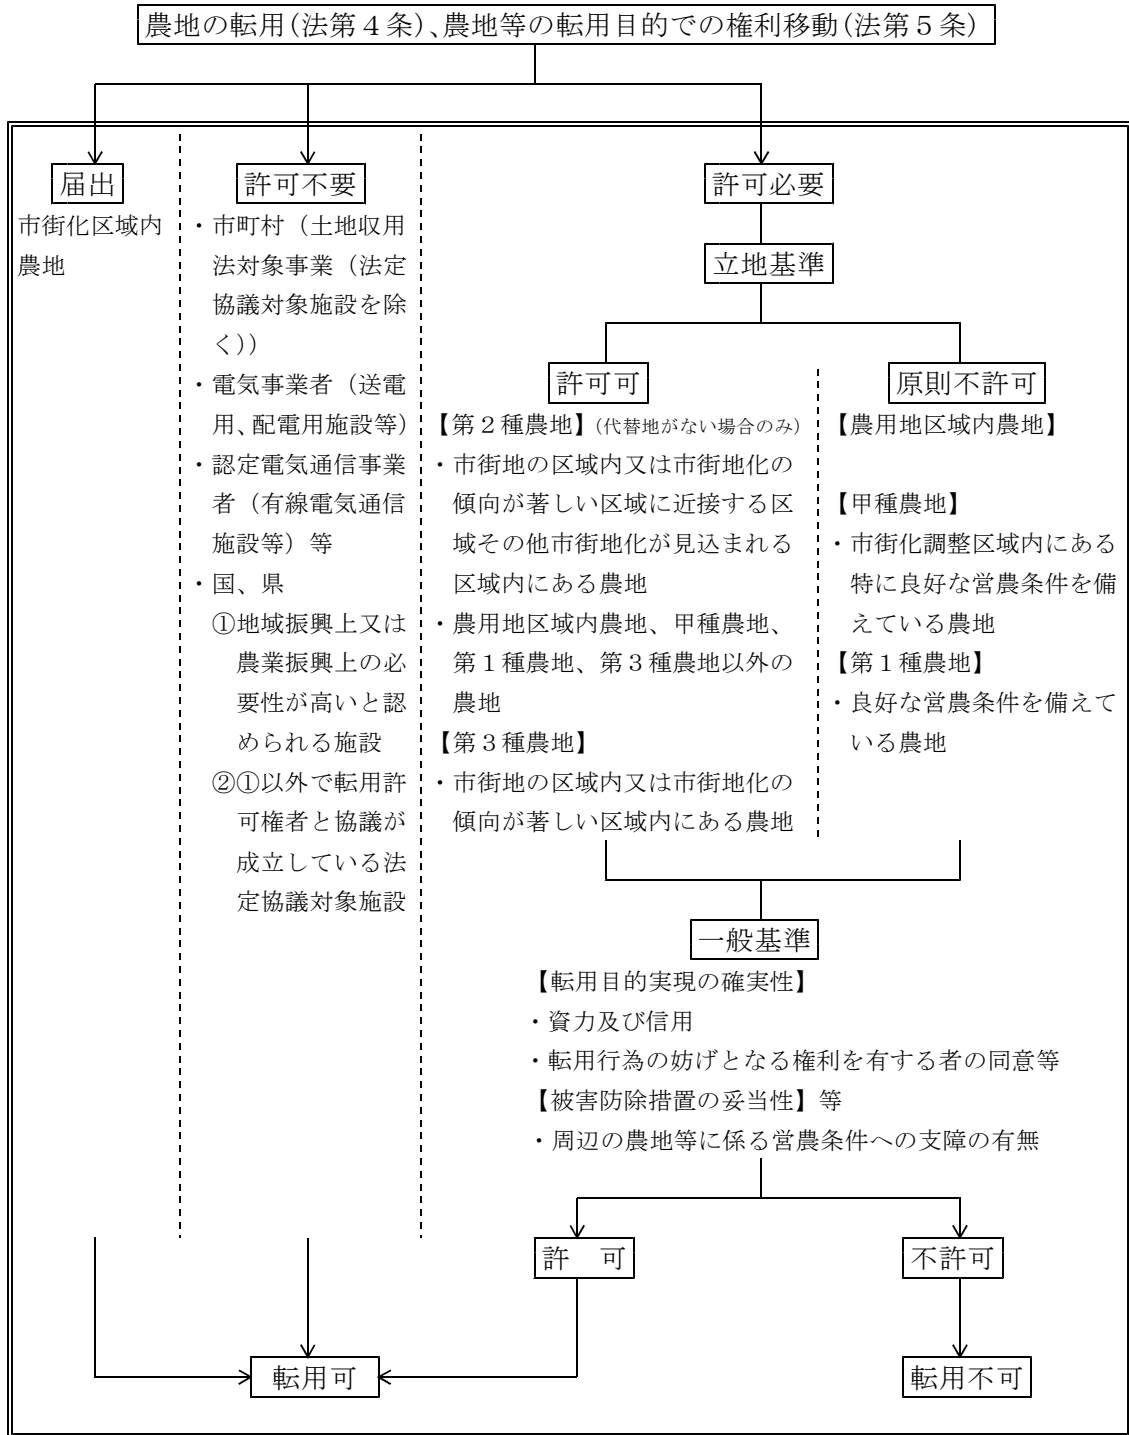 農地の転用(法第４条)、農地等の転用目的での権利移動(法第５条)
届出
市街化区域内
農地
許可不要
・市町村（土地収用
法対象事業（法定
協議対象施設を除
く））
・電気事業者（送電
用、配電用施設等）
・認定電気通信事業
者（有線電気通信
施設等）等
・国、県
①地域振興上又は
農業振興上の必
要性が高いと認
められる施設
②①以外で転用許
可権者と協議が
成立している法
定協議対象施設
許可必要
立地基準
許可可
【第２種農地】（代替地がない場合のみ）
・市街地の区域内又は市街地化の
傾向が著しい区域に近接する区
域その他市街地化が見込まれる
区域内にある農地
・農用地区域内農地、甲種農地、
第１種農地、第３種農地以外の
農地
【第３種農地】
・市街地の区域内又は市街地化の
傾向が著しい区域内にある農地
原則不許可
【農用地区域内農地】
【甲種農地】
・市街化調整区域内にある
特に良好な営農条件を備
えている農地
【第１種農地】
・良好な営農条件を備えて
いる農地
一般基準
【転用目的実現の確実性】
・資力及び信用
・転用行為の妨げとなる権利を有する者の同意等
【被害防除措置の妥当性】等
・周辺の農地等に係る営農条件への支障の有無
許　可
不許可
転用可
転用不可